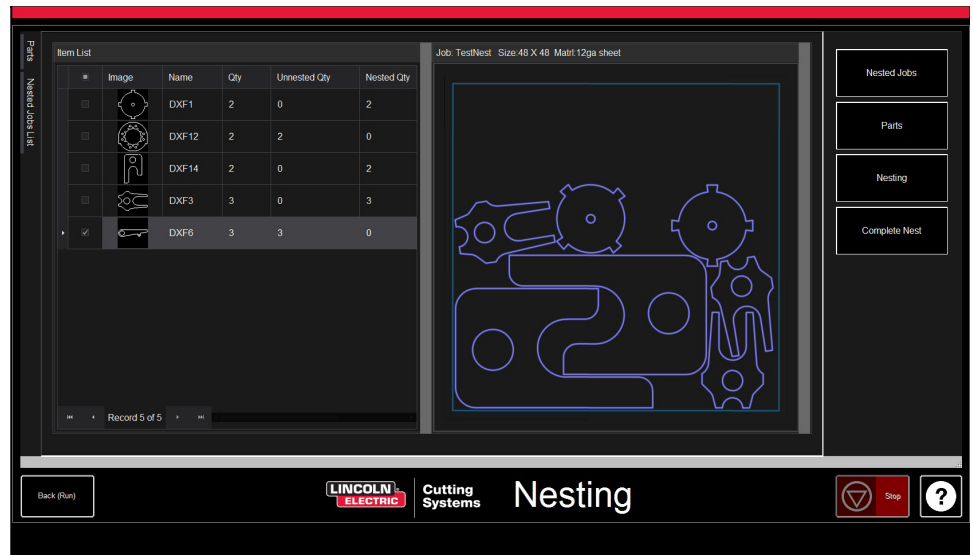 Parts
Nested Jobs List
Item List
Image Name Qty Unnested Qty Nested Qty
DXF1 2 0 2
DXF12 2 2 0
DXF14 2 0 2
DXF3 3 0 3
DXF6 3 3 0
Record 5 of 5
Job: TestNest Size:48 X 48 Matrl:12ga sheet
Nested Jobs
Parts
Nesting
Complete Nest
Back (Run)
LINCOLN
ELECTRIC
Cutting
Systems
Nesting
Stop
?